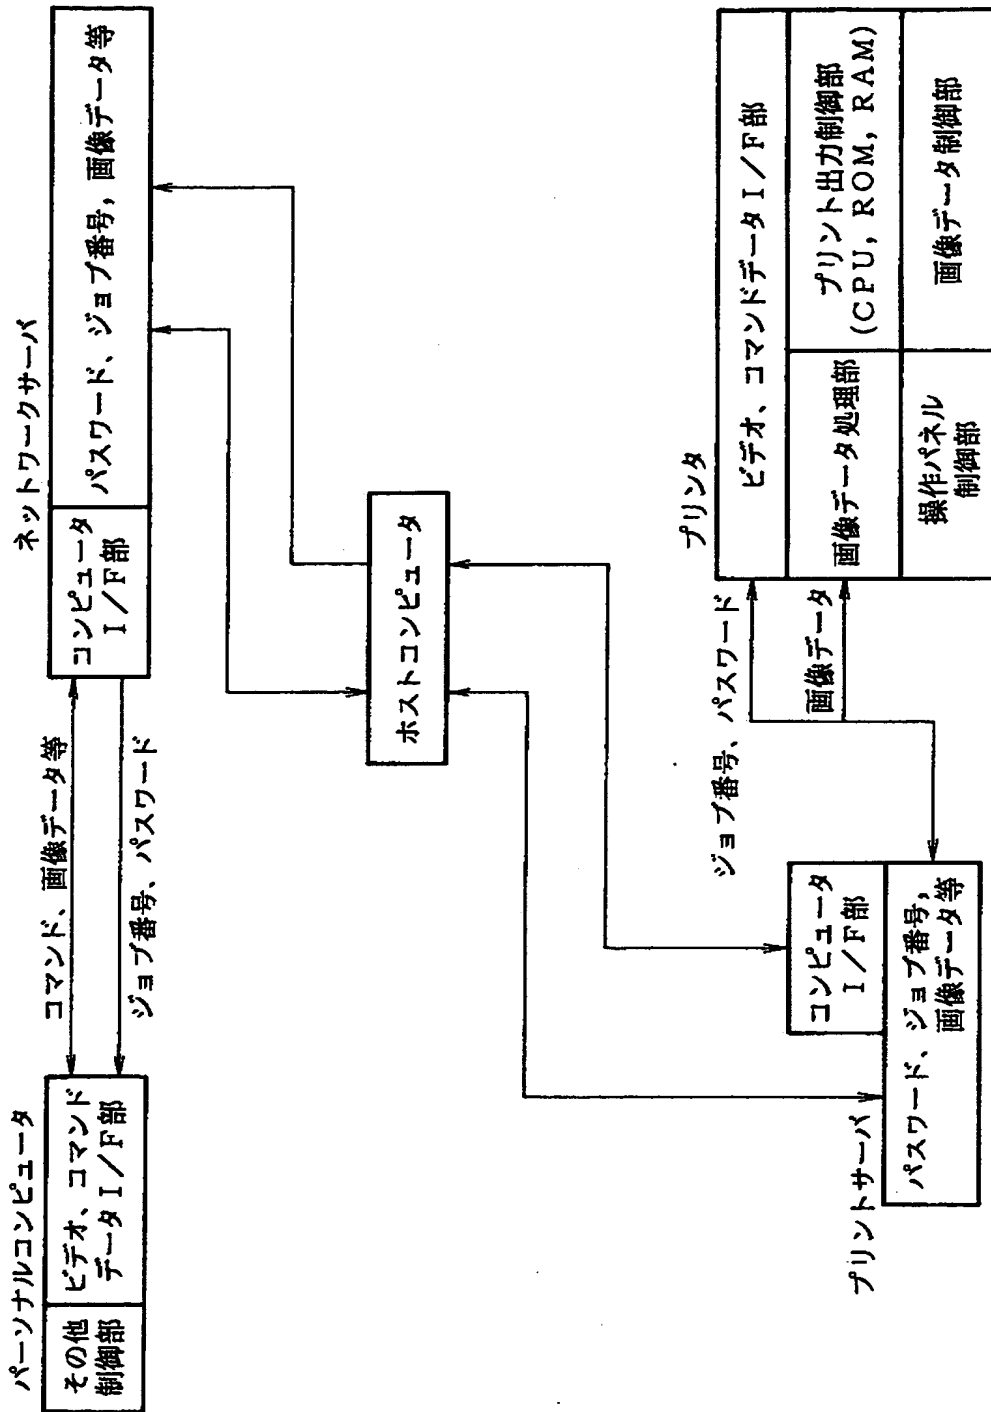 パーソナルコンピュータ
その他
制御部
ビデオ、コマンド
データI／F部
コマンド、画像データ等
ジョブ番号、パスワード
ネットワークサーバ
コンピュータ
I／F部
パスワード、ジョブ番号，画像データ等
ホストコンピュータ
プリントサーバ
コンピュータ
I／F部
パスワード、ジョブ番号，
画像データ等
ジョブ番号、パスワード
画像データ
プリンタ
ビデオ、コマンドデータI／F部
画像データ処理部
プリント出力制御部
(CPU, ROM, RAM)
操作パネル
制御部
画像データ制御部